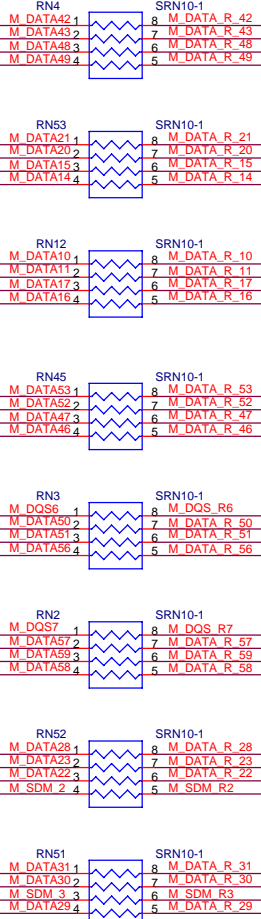 RN4 SRN10-1
M_DATA42 1 8 M_DATA_R_42
M_DATA43 2 7 M_DATA_R_43
M_DATA48 3 6 M_DATA_R_48
M_DATA49 4 5 M_DATA_R_49
RN53 SRN10-1
M_DATA21 1 8 M_DATA_R_21
M_DATA20 2 7 M_DATA_R_20
M_DATA15 3 6 M_DATA_R_15
M_DATA14 4 5 M_DATA_R_14
RN12 SRN10-1
M_DATA10 1 8 M_DATA_R_10
M_DATA11 2 7 M_DATA_R_11
M_DATA17 3 6 M_DATA_R_17
M_DATA16 4 5 M_DATA_R_16
RN45 SRN10-1
M_DATA53 1 8 M_DATA_R_53
M_DATA52 2 7 M_DATA_R_52
M_DATA47 3 6 M_DATA_R_47
M_DATA46 4 5 M_DATA_R_46
RN3 SRN10-1
M_DQS6 1 8 M_DQS_R6
M_DATA50 2 7 M_DATA_R_50
M_DATA51 3 6 M_DATA_R_51
M_DATA56 4 5 M_DATA_R_56
RN2 SRN10-1
M_DQS7 1 8 M_DQS_R7
M_DATA57 2 7 M_DATA_R_57
M_DATA59 3 6 M_DATA_R_59
M_DATA58 4 5 M_DATA_R_58
RN52 SRN10-1
M_DATA28 1 8 M_DATA_R_28
M_DATA23 2 7 M_DATA_R_23
M_DATA22 3 6 M_DATA_R_22
M_SDM_2 4 5 M_SDM_R2
RN51 SRN10-1
M_DATA31 1 8 M_DATA_R_31
M_DATA30 2 7 M_DATA_R_30
M_SDM_3 3 6 M_SDM_R3
M_DATA29 4 5 M_DATA_R_29